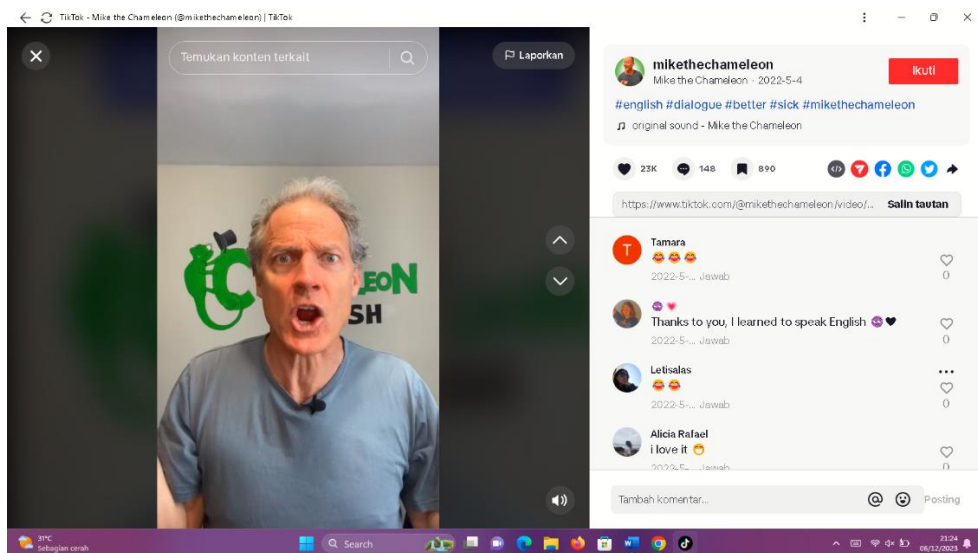 TikTok - Mike the Chameleon (@mikethechameleon) | TikTok
Temukan konten terkait
Laporkan
EON
SH
mikethechameleon
Mike the Chameleon · 2022-5-4
Ikuti
#english #dialogue #better #sick #mikethechameleon
original sound - Mike the Chameleon
23K
148
890
https://www.tiktok.com/@mikethechameleon/video/...
Salin tautan
T
Tamara
2022-5-... Jawab
0
Thanks to you, I learned to speak English
2022-5-... Jawab
0
Letisalas
2022-5-... Jawab
0
Alicia Rafael
i love it
2022-5-... Jawab
0
Tambah komentar...
Posting
31°C
Sebagian cerah
Search
21:24
06/12/2023